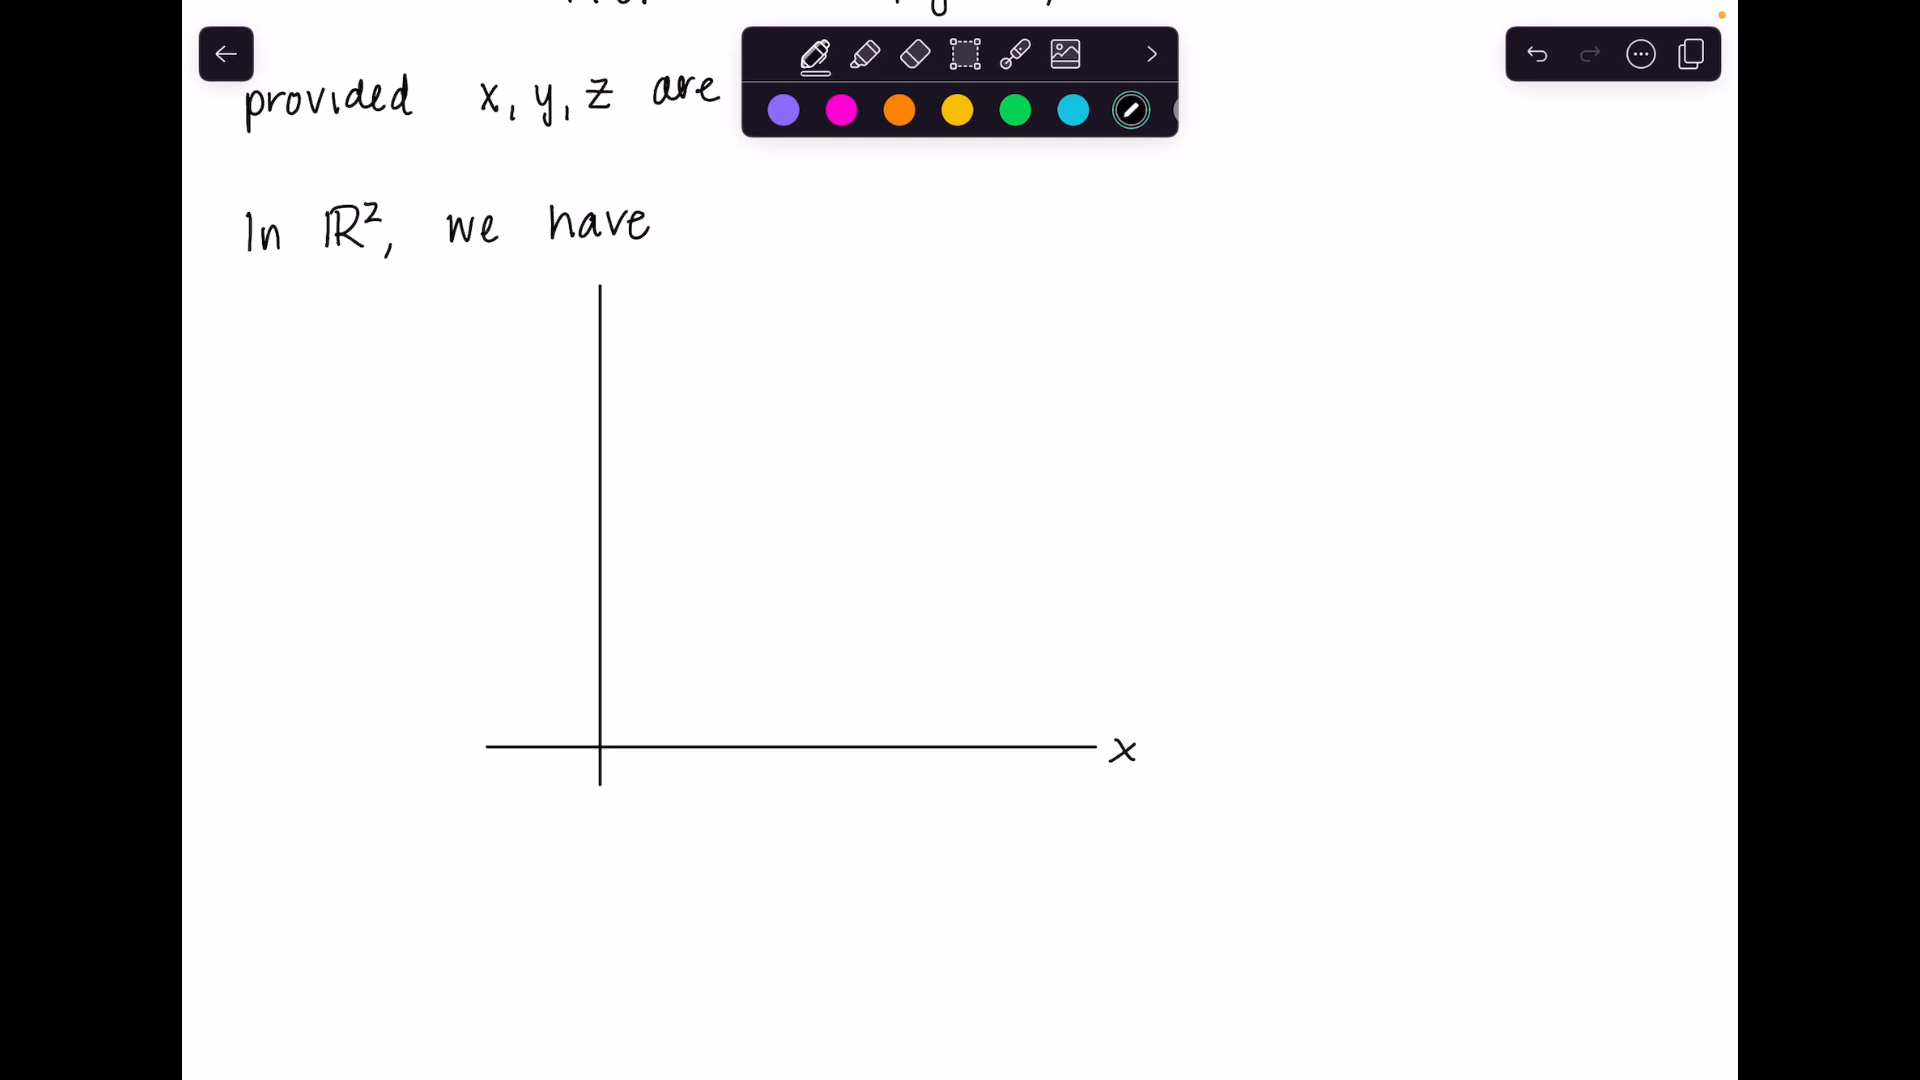 provided x, y, z are
In ℝ², we have
x